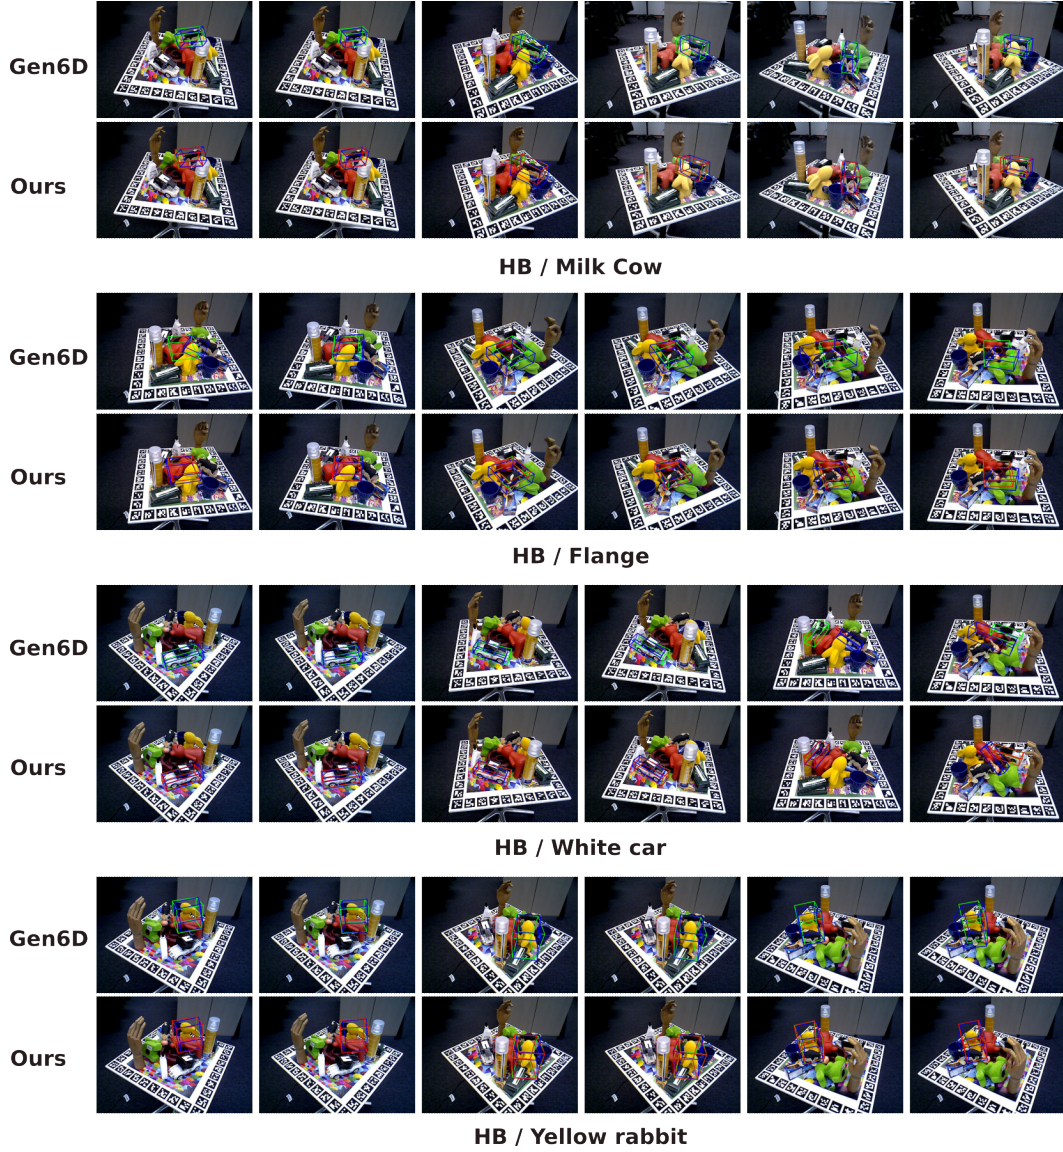 Gen6D
Ours
HB / Milk Cow
Gen6D
Ours
HB / Flange
Gen6D
Ours
HB / White car
Gen6D
Ours
HB / Yellow rabbit